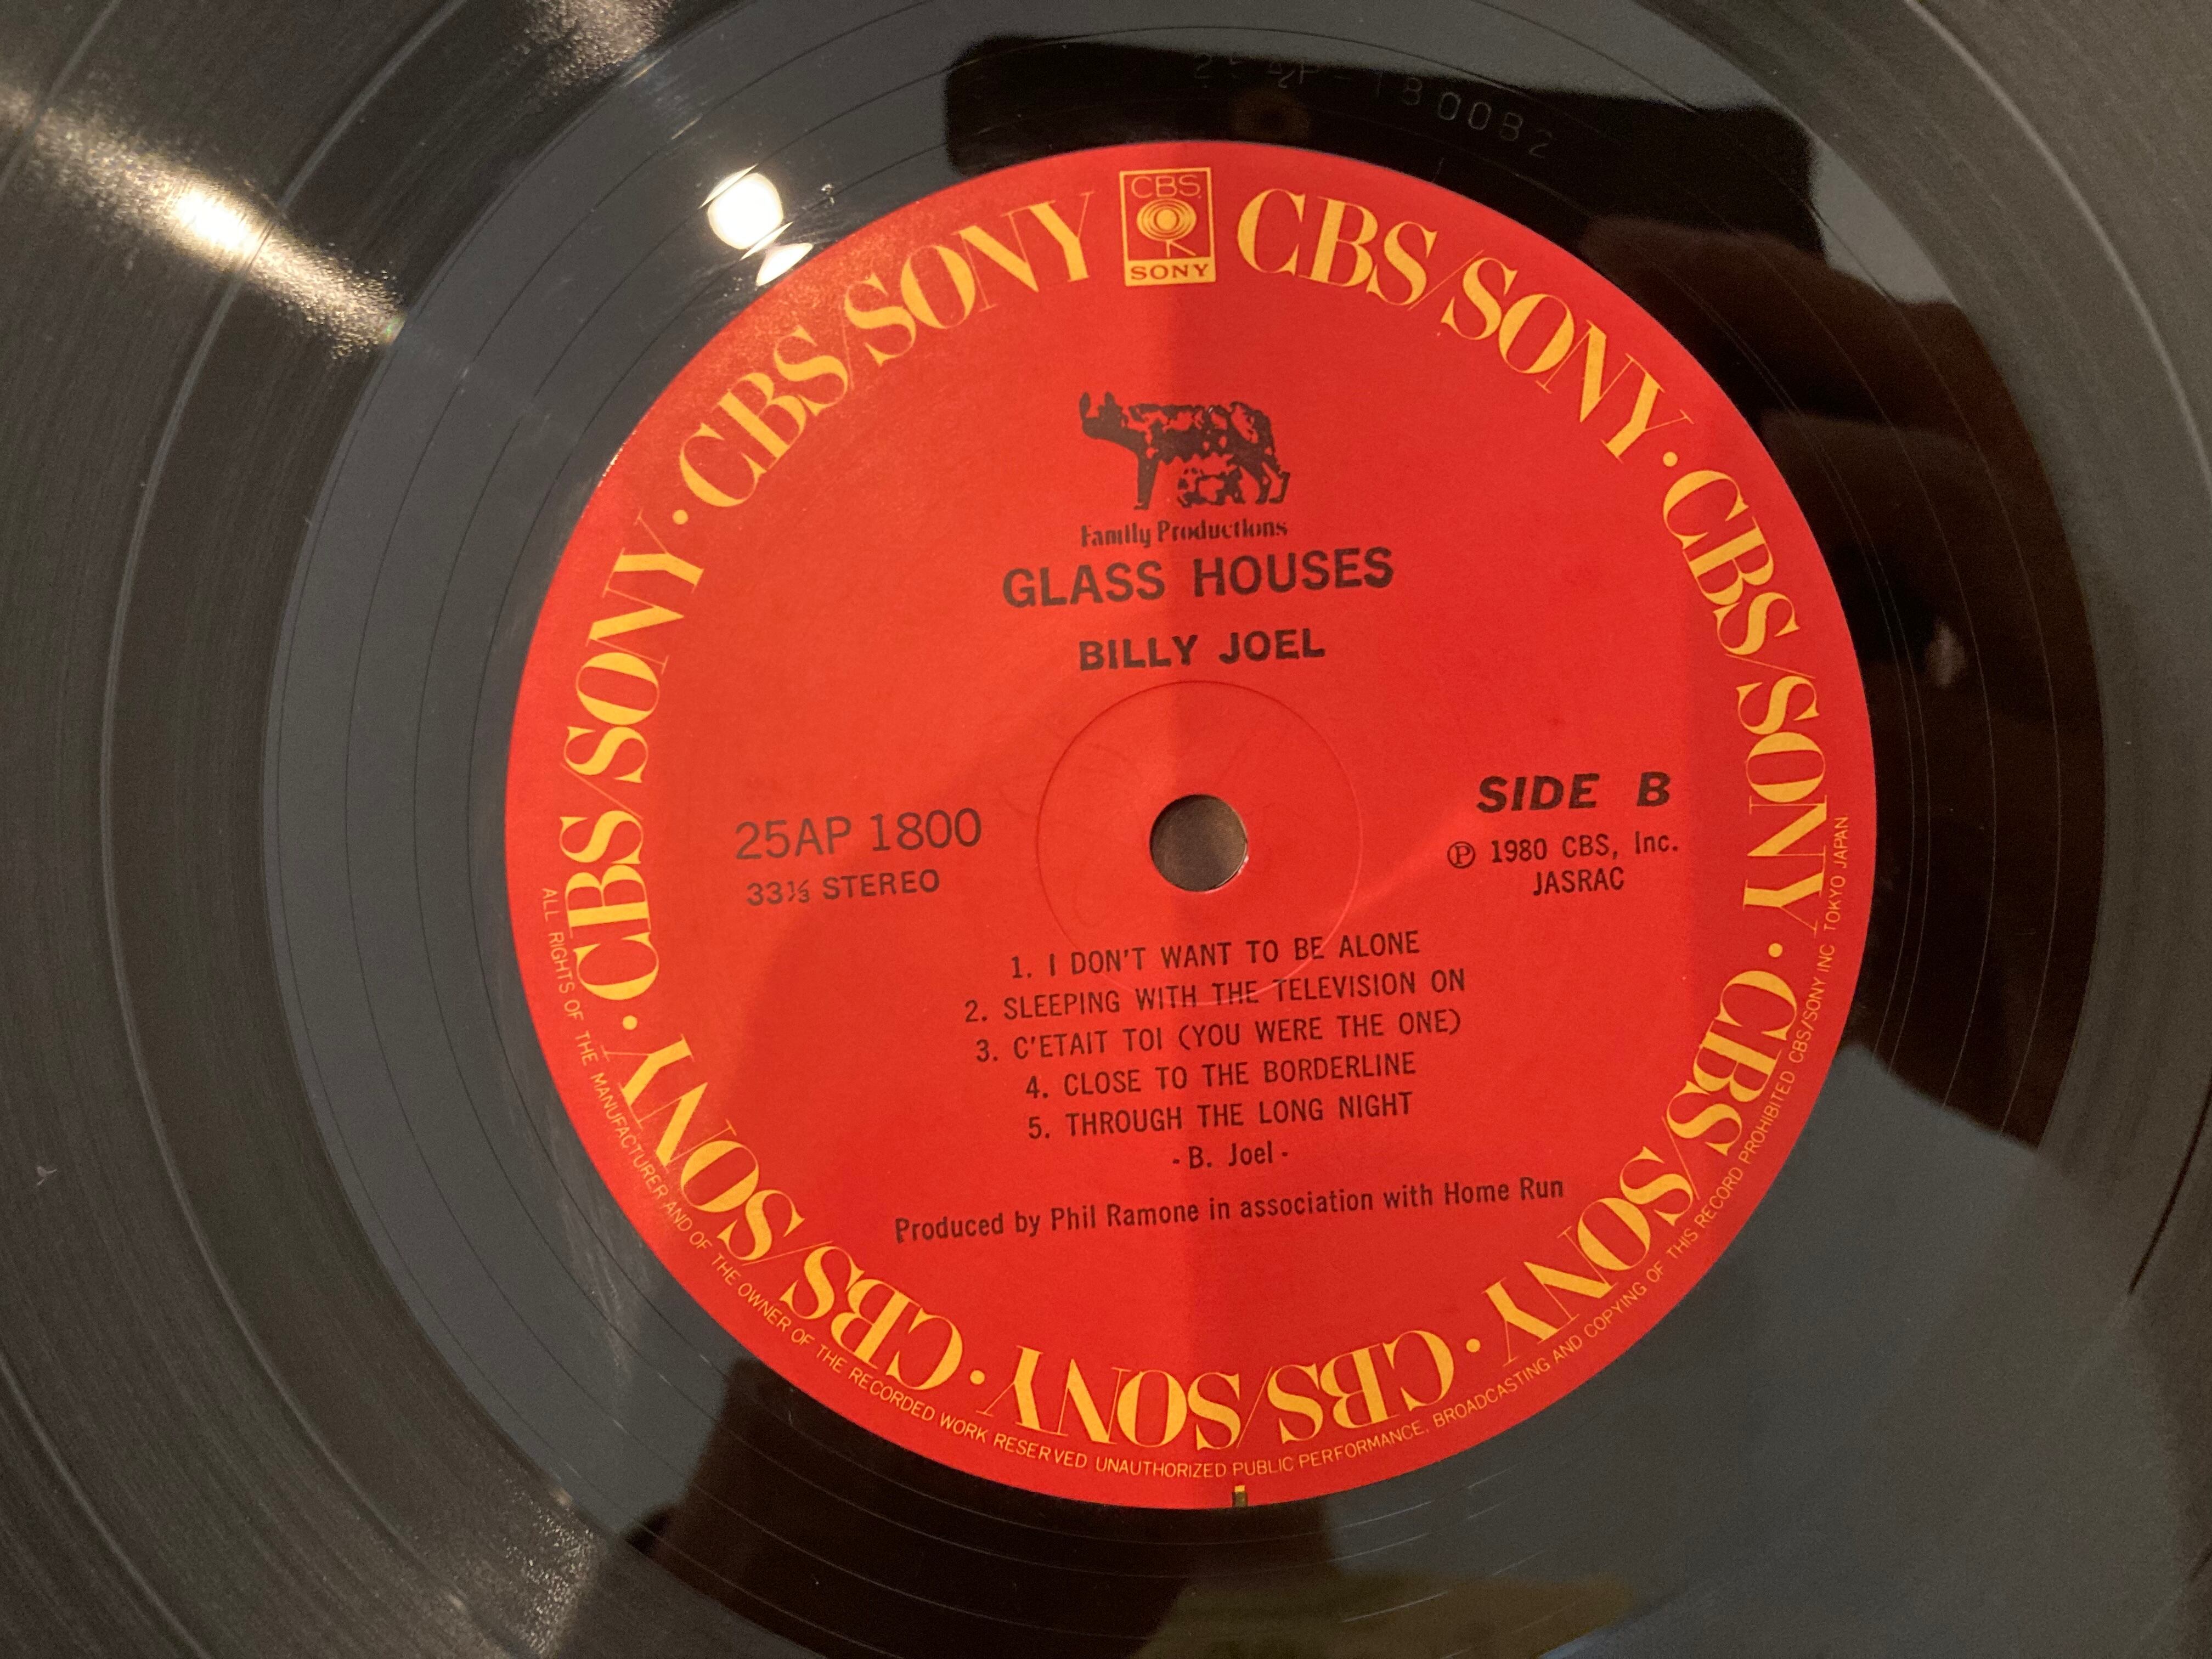 25AP-1800B2
CBS
SONY
CBS/SONY · CBS/SONY · CBS/SONY · CBS/SONY · CBS/SONY · CBS/SONY · CBS/SONY
Family Productions
GLASS HOUSES
BILLY JOEL
25AP 1800
33⅓ STEREO
SIDE B
Ⓟ 1980 CBS, Inc.
JASRAC
1. I DON'T WANT TO BE ALONE
2. SLEEPING WITH THE TELEVISION ON
3. C'ETAIT TOI (YOU WERE THE ONE)
4. CLOSE TO THE BORDERLINE
5. THROUGH THE LONG NIGHT
- B. Joel -
Produced by Phil Ramone in association with Home Run
ALL RIGHTS OF THE MANUFACTURER AND OF THE OWNER OF THE RECORDED WORK RESERVED UNAUTHORIZED PUBLIC PERFORMANCE, BROADCASTING AND COPYING OF THIS RECORD PROHIBITED CBS/SONY INC TOKYO JAPAN